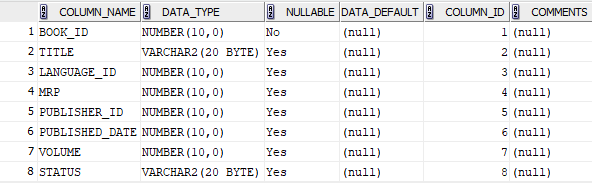 COLUMN_NAME DATA_TYPE NULLABLE DATA_DEFAULT COLUMN_ID COMMENTS
1 BOOK_ID NUMBER(10,0) No (null) 1 (null)
2 TITLE VARCHAR2(20 BYTE) Yes (null) 2 (null)
3 LANGUAGE_ID NUMBER(10,0) Yes (null) 3 (null)
4 MRP NUMBER(10,0) Yes (null) 4 (null)
5 PUBLISHER_ID NUMBER(10,0) Yes (null) 5 (null)
6 PUBLISHED_DATE NUMBER(10,0) Yes (null) 6 (null)
7 VOLUME NUMBER(10,0) Yes (null) 7 (null)
8 STATUS VARCHAR2(20 BYTE) Yes (null) 8 (null)